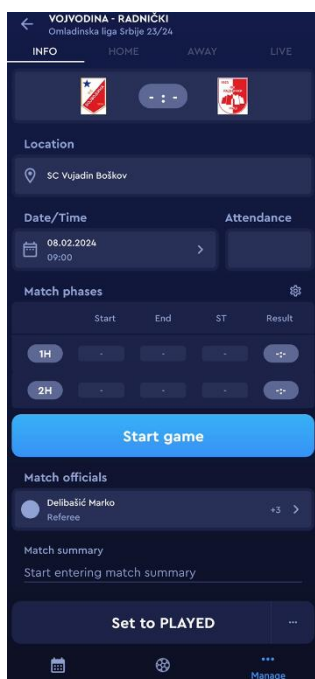 VOJVODINA - RADNIČKI
Omladinska liga Srbije 23/24
INFO HOME AWAY LIVE
- : -
Location
SC Vujadin Boškov
Date/Time Attendance
08.02.2024
09:00
Match phases
Start End ST Result
1H - - - -:-
2H - - - -:-
Start game
Match officials
Delibašić Marko
Referee
+3
Match summary
Start entering match summary
Set to PLAYED
Manage